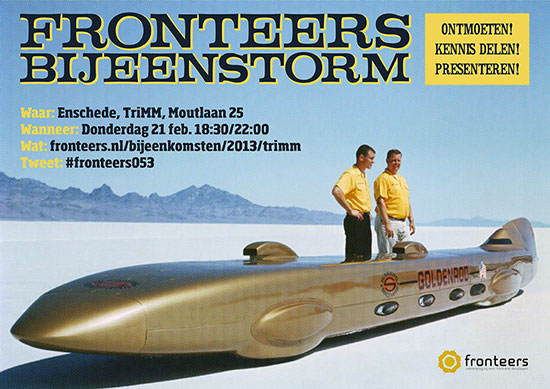 FRONTEERS
BIJEENSTORM
ONTMOETEN!
KENNIS DELEN!
PRESENTEREN!
Waar: Enschede, TriMM, Moutlaan 25
Wanneer: Donderdag 21 feb. 18:30/22:00
Wat: fronteers.nl/bijeenkomsten/2013/trimm
Tweet: #fronteers053
GOLDENROD
fronteers